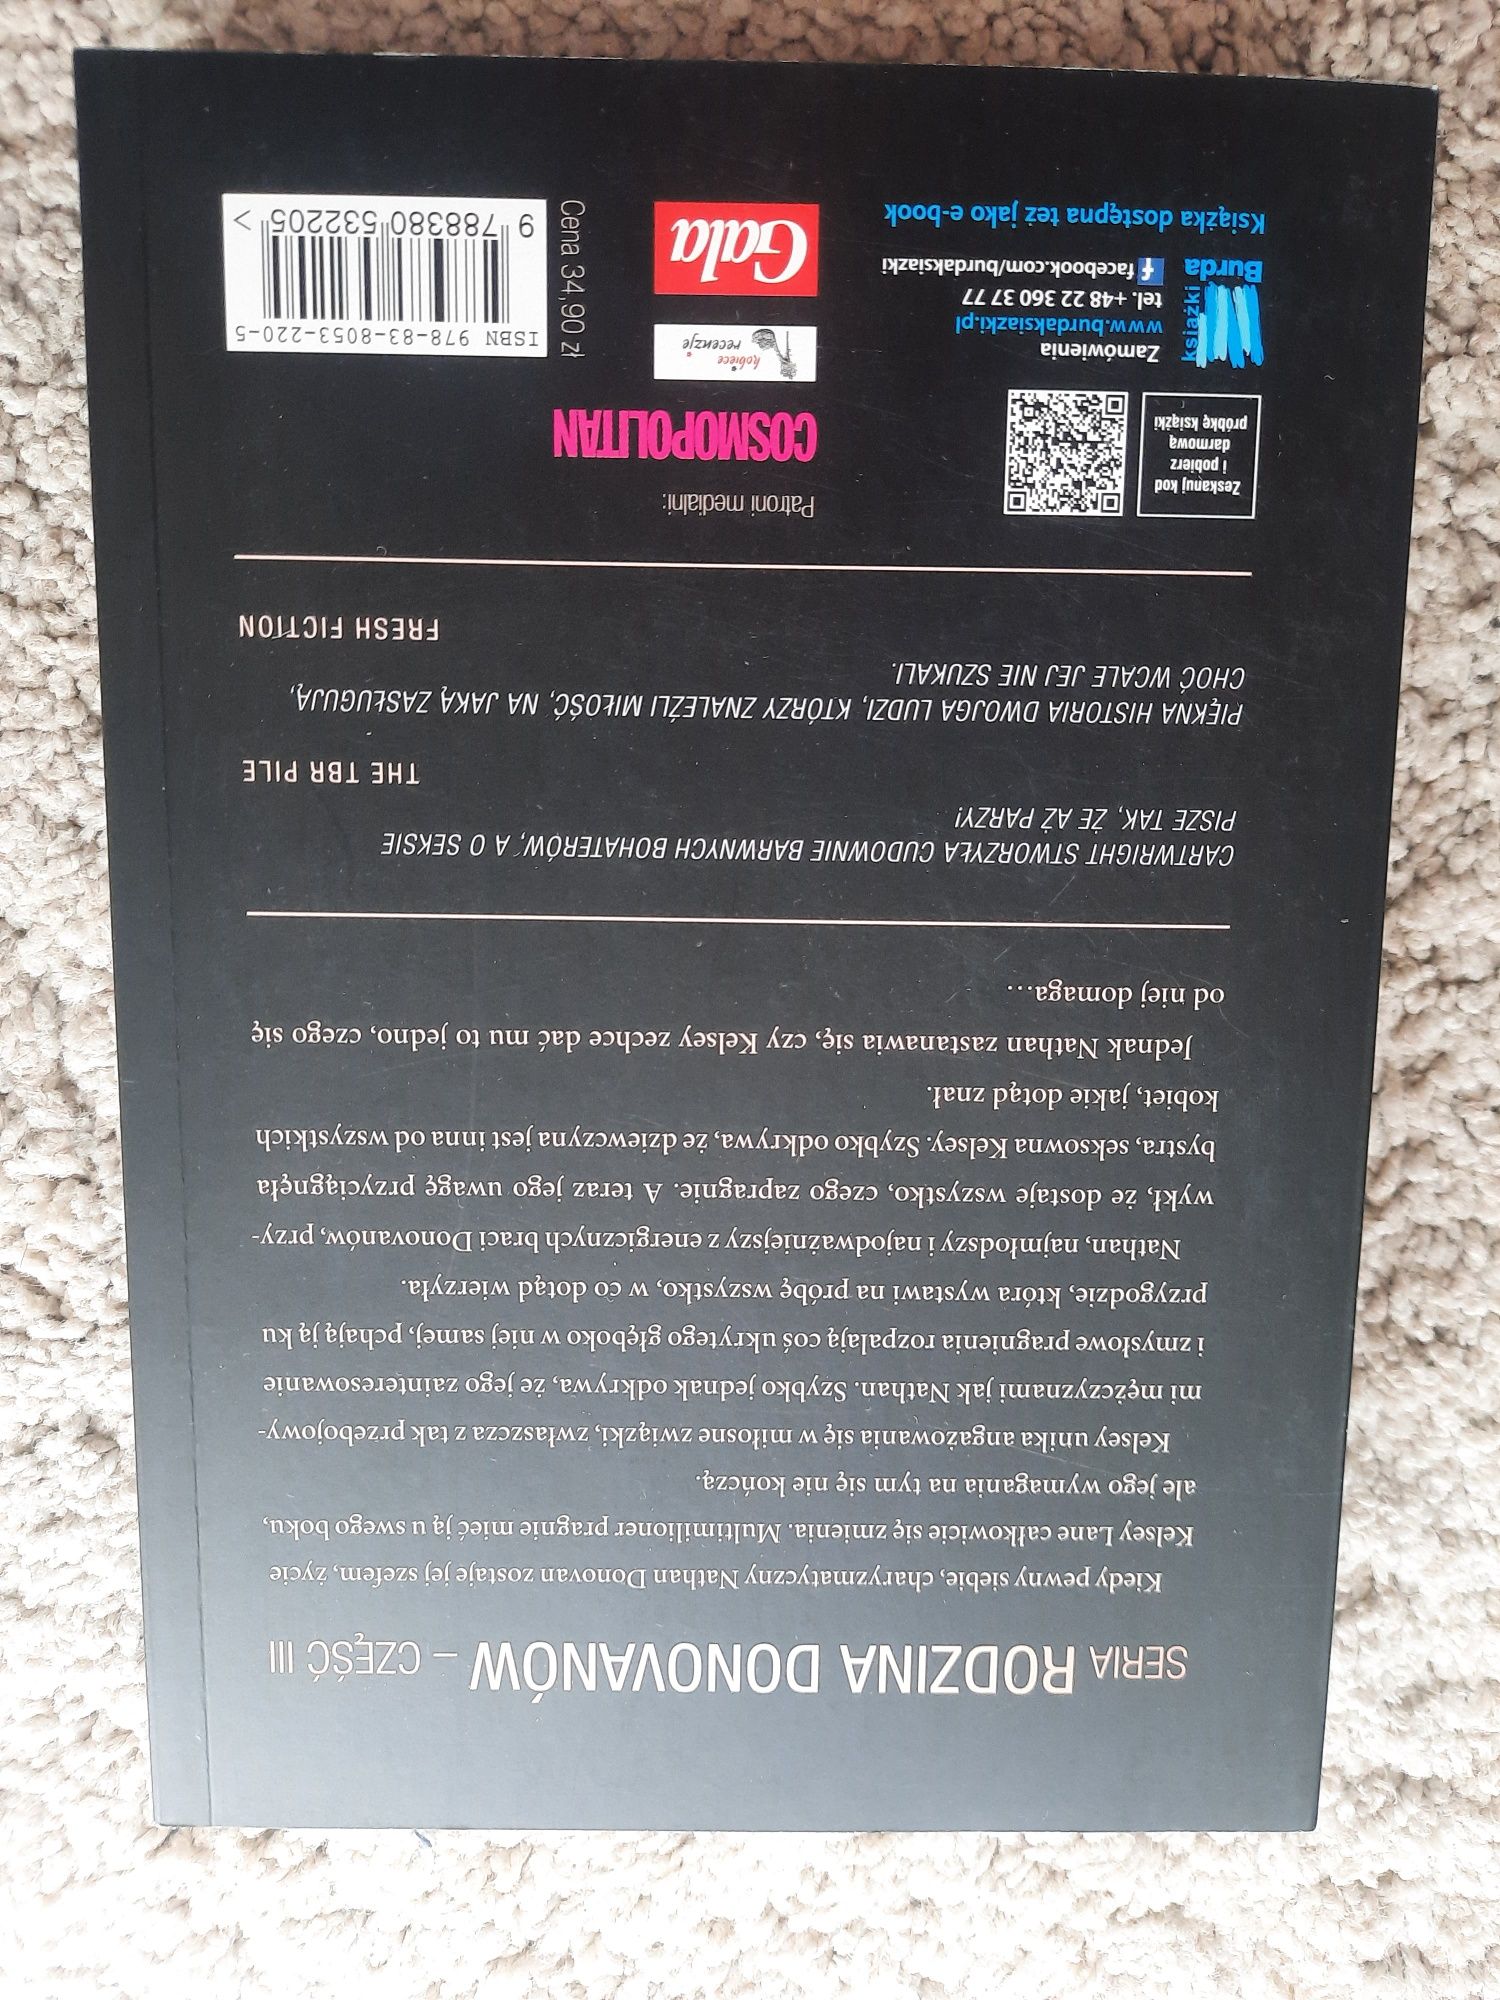 SERIA RODZINA DONOVANÓW – CZĘŚĆ III
Kiedy pewny siebie, charyzmatyczny Nathan Donovan zostaje jej szefem, życie
Kelsey Lane całkowicie się zmienia. Multimilioner pragnie mieć ją u swego boku,
ale jego wymagania na tym się nie kończą.
Kelsey unika angażowania się w miłosne związki, zwłaszcza z tak przebojowy-
mi mężczyznami jak Nathan. Szybko jednak odkrywa, że jego zainteresowanie
i zmysłowe pragnienia rozpalają coś ukrytego głęboko w niej samej, pchają ją ku
przygodzie, która wystawi na próbę wszystko, w co dotąd wierzyła.
Nathan, najmłodszy i najodważniejszy z energicznych braci Donovanów, przy-
wykł, że dostaje wszystko, czego zapragnie. A teraz jego uwagę przyciągnęła
bystra, seksowna Kelsey. Szybko odkrywa, że dziewczyna jest inna od wszystkich
kobiet, jakie dotąd znał.
Jednak Nathan zastanawia się, czy Kelsey zechce dać mu to jedno, czego się
od niej domaga...
CARTWRIGHT STWORZYŁA CUDOWNIE BARWNYCH BOHATERÓW, A O SEKSIE
PISZE TAK, ŻE AŻ PARZY!
THE TBR PILE
PIĘKNA HISTORIA DWOJGA LUDZI, KTÓRZY ZNALEŹLI MIŁOŚĆ, NA JAKĄ ZASŁUGUJĄ,
CHOĆ WCALE JEJ NIE SZUKALI.
FRESH FICTION
Zeskanuj kod
i pobierz
darmową
próbkę książki
książki
Burda
Zamówienia
www.burdaksiazki.pl
tel. +48 22 360 37 77
facebook.com/burdaksiazki
Książka dostępna też jako e-book
Patroni medialni:
COSMOPOLITAN
kobiece
recenzje
Gala
Cena 34,90 zł
ISBN 978-83-8053-220-5
9 788380 532205 >